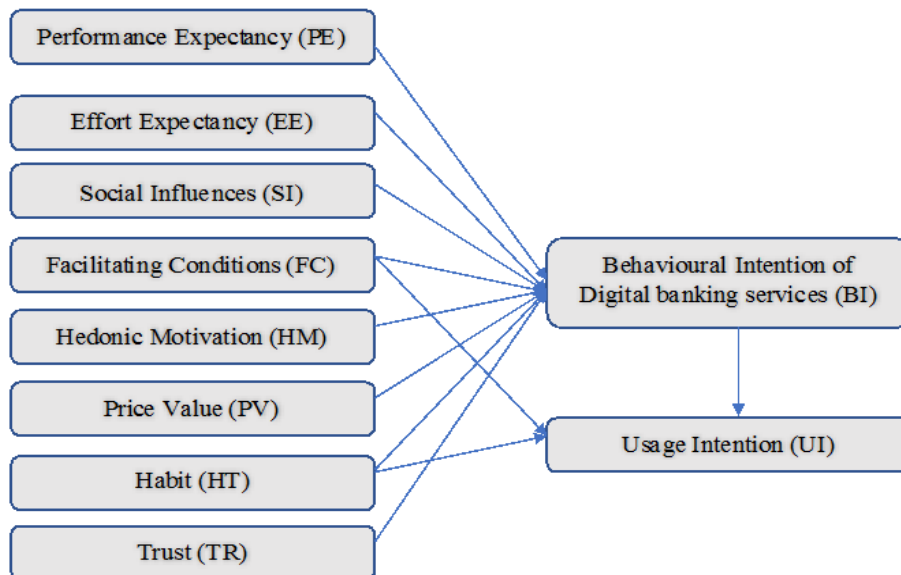 Performance Expectancy (PE)
Effort Expectancy (EE)
Social Influences (SI)
Facilitating Conditions (FC)
Hedonic Motivation (HM)
Price Value (PV)
Habit (HT)
Trust (TR)
Behavioural Intention of
Digital banking services (BI)
Usage Intention (UI)